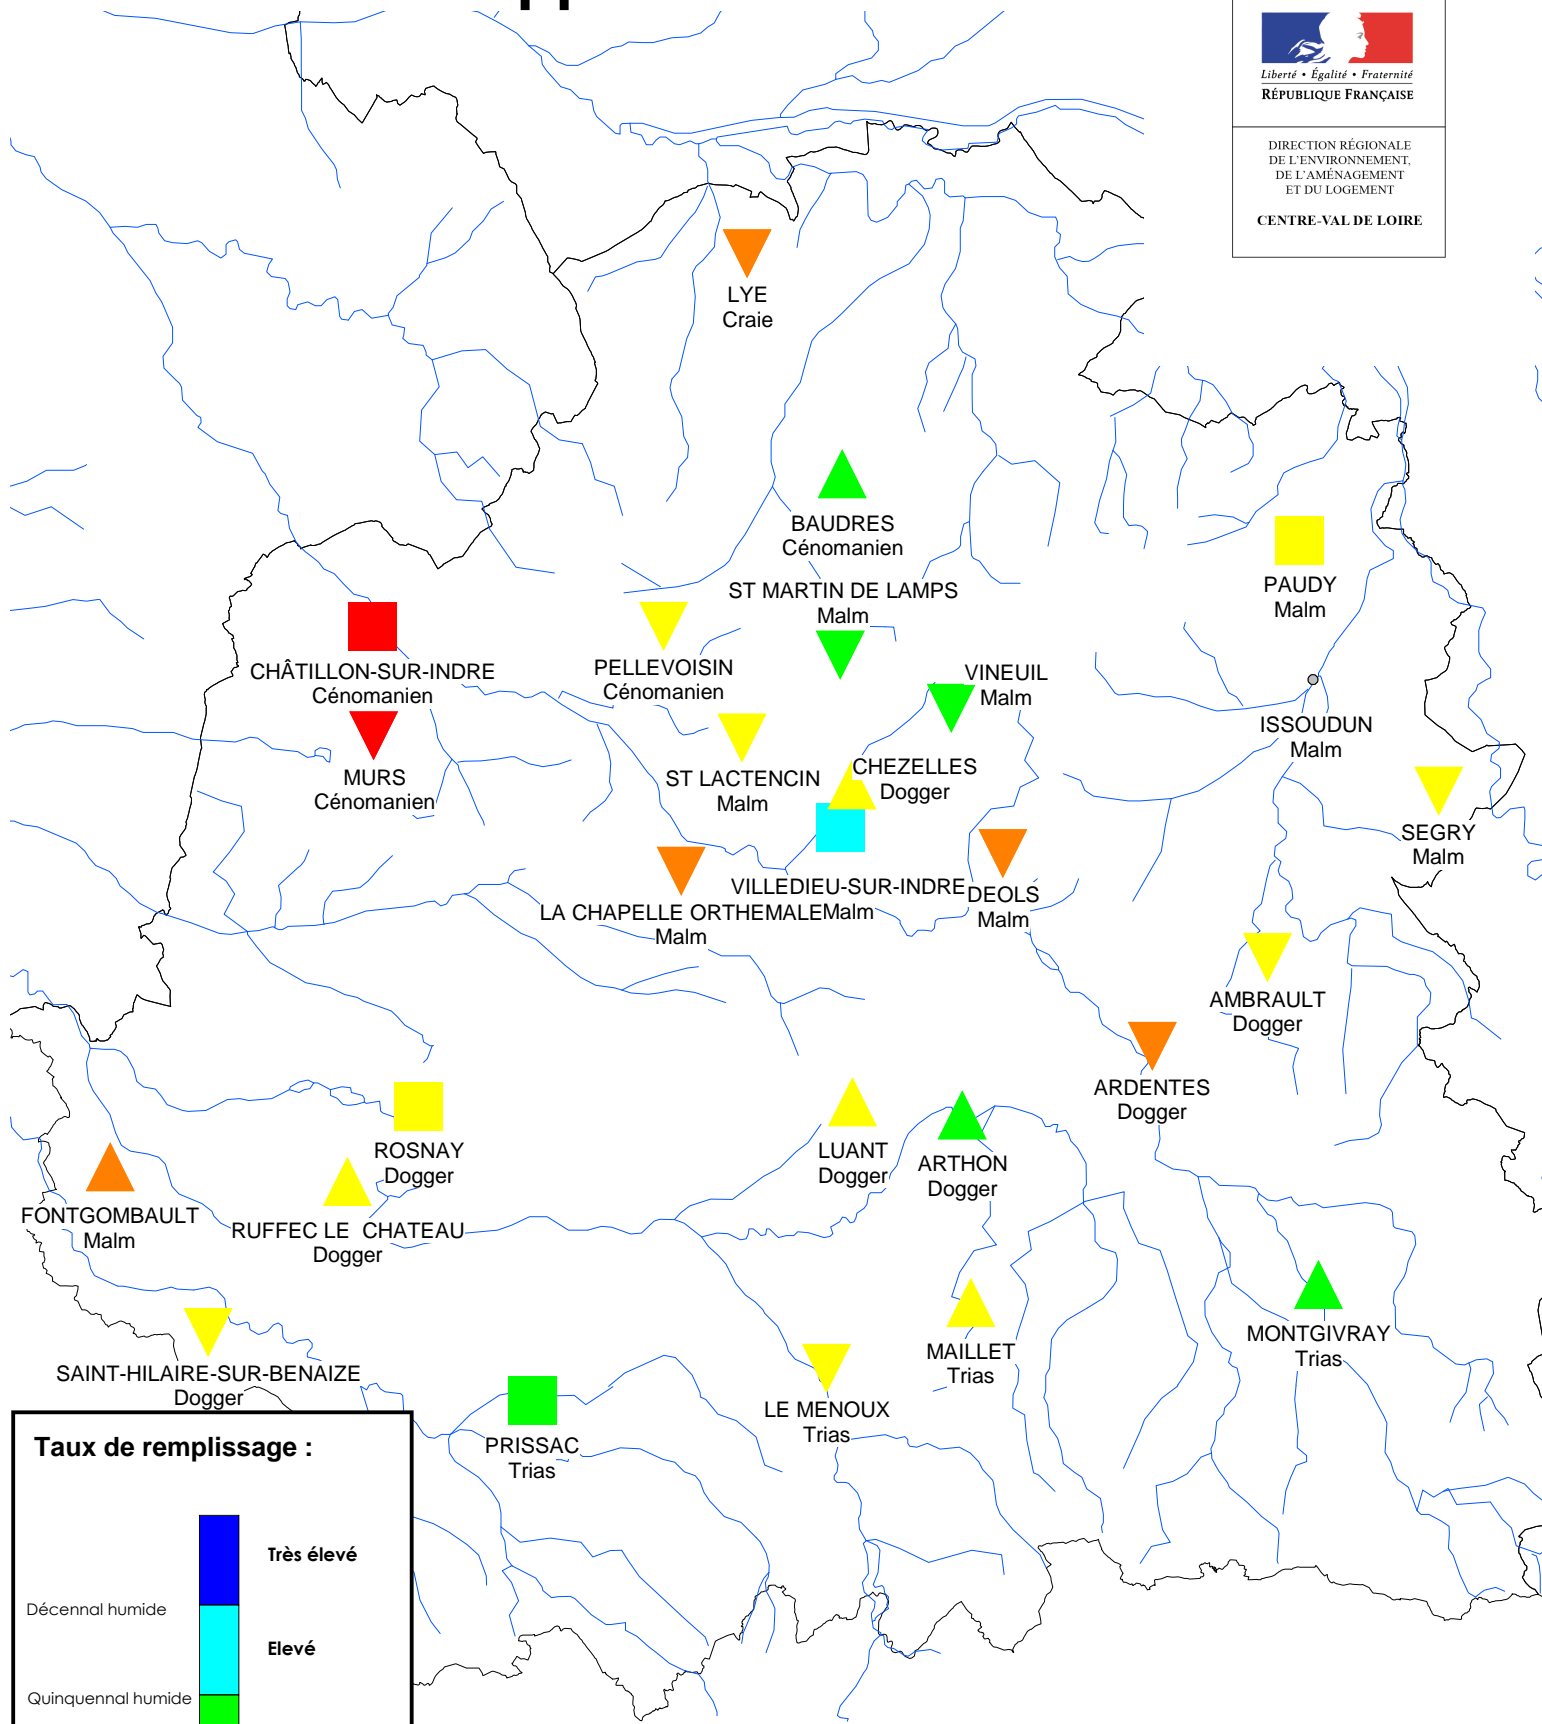 Liberté • Égalité • Fraternité
RÉPUBLIQUE FRANÇAISE
DIRECTION RÉGIONALE
DE L'ENVIRONNEMENT,
DE L'AMÉNAGEMENT
ET DU LOGEMENT
CENTRE-VAL DE LOIRE
LYE
Craie
BAUDRES
Cénomanien
ST MARTIN DE LAMPS
Malm
PAUDY
Malm
CHÂTILLON-SUR-INDRE
Cénomanien
PELLEVOISIN
Cénomanien
VINEUIL
Malm
ISSOUDUN
Malm
MURS
Cénomanien
ST LACTENCIN
Malm
CHEZELLES
Dogger
SEGRY
Malm
VILLEDIEU-SUR-INDRE
Malm
DEOLS
Malm
LA CHAPELLE ORTHEMALE
Malm
AMBRAULT
Dogger
ARDENTES
Dogger
ROSNAY
Dogger
LUANT
Dogger
ARTHON
Dogger
FONTGOMBAULT
Malm
RUFFEC LE  CHATEAU
Dogger
MONTGIVRAY
Trias
MAILLET
Trias
SAINT-HILAIRE-SUR-BENAIZE
Dogger
LE MENOUX
Trias
PRISSAC
Trias
Taux de remplissage :
Très élevé
Décennal humide
Elevé
Quinquennal humide